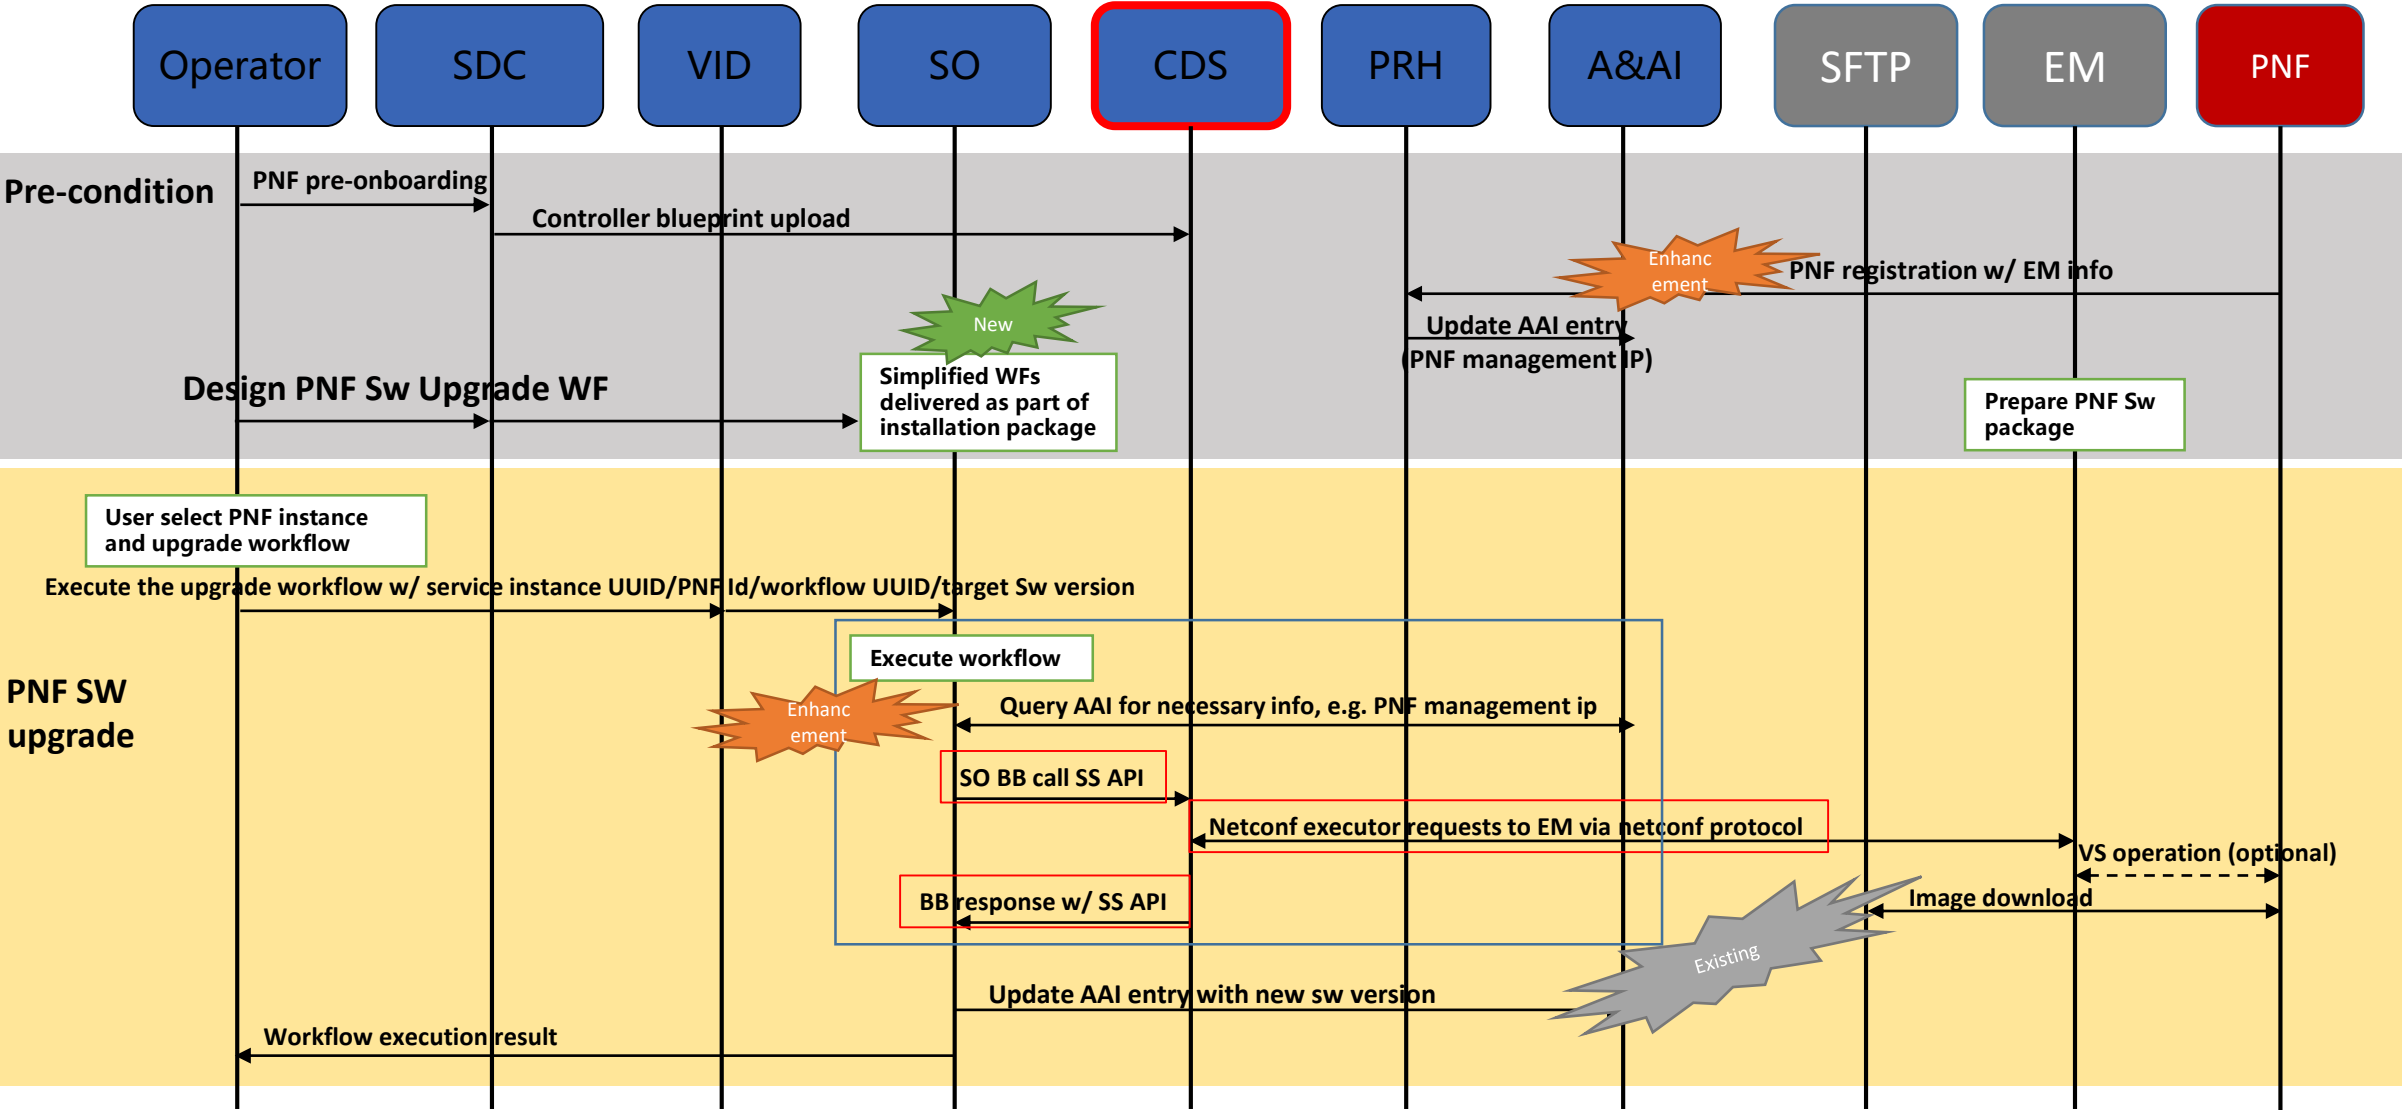 Operator
SDC
VID
SO
CDS
PRH
A&AI
SFTP
EM
PNF
Pre-condition
PNF pre-onboarding
Controller blueprint upload
Enhanc
ement
PNF registration w/ EM info
New
Update AAI entry
(PNF management IP)
Design PNF Sw Upgrade WF
Simplified WFs
delivered as part of
installation package
Prepare PNF Sw
package
User select PNF instance
and upgrade workflow
Execute the upgrade workflow w/ service instance UUID/PNF Id/workflow UUID/target Sw version
Execute workflow
PNF SW
upgrade
Enhanc
ement
Query AAI for necessary info, e.g. PNF management ip
SO BB call SS API
Netconf executor requests to EM via netconf protocol
VS operation (optional)
BB response w/ SS API
Image download
Existing
Update AAI entry with new sw version
Workflow execution result